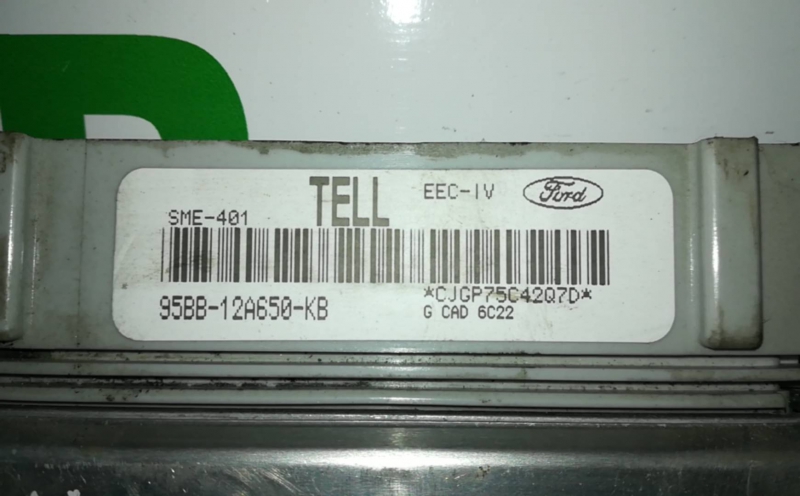 TELL EEC-IV Ford
SME-401
*CJGP75C42Q7D*
95BB-12A650-KB
G CAD 6C22